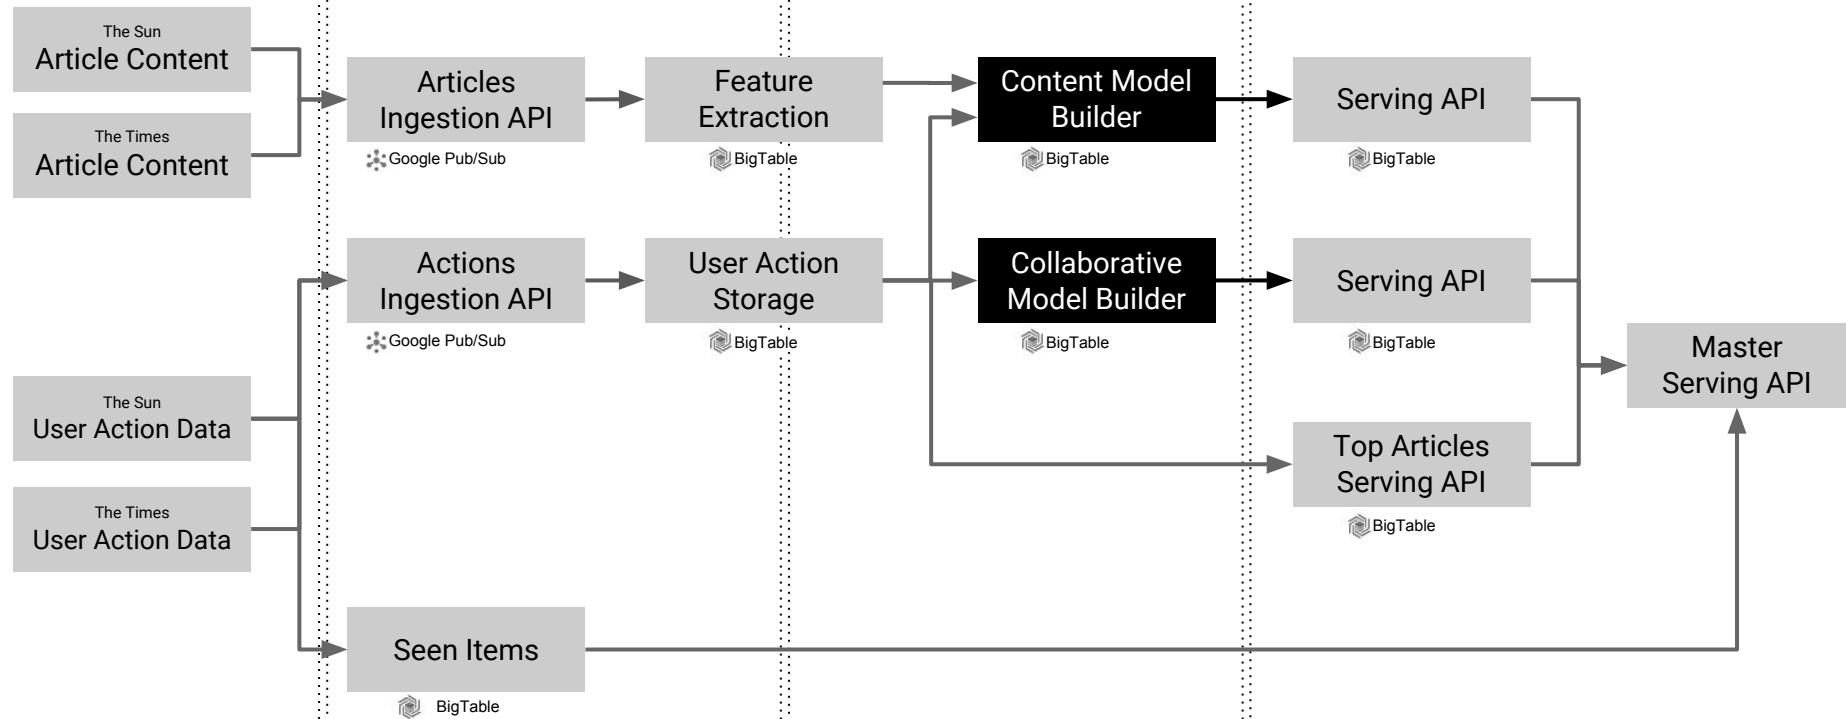 The Sun
Article Content
The Times
Article Content
Articles
Ingestion API
Google Pub/Sub
Feature
Extraction
BigTable
Content Model
Builder
BigTable
Serving API
BigTable
Actions
Ingestion API
Google Pub/Sub
User Action
Storage
BigTable
Collaborative
Model Builder
BigTable
Serving API
BigTable
Master
Serving API
The Sun
User Action Data
The Times
User Action Data
Top Articles
Serving API
BigTable
Seen Items
BigTable